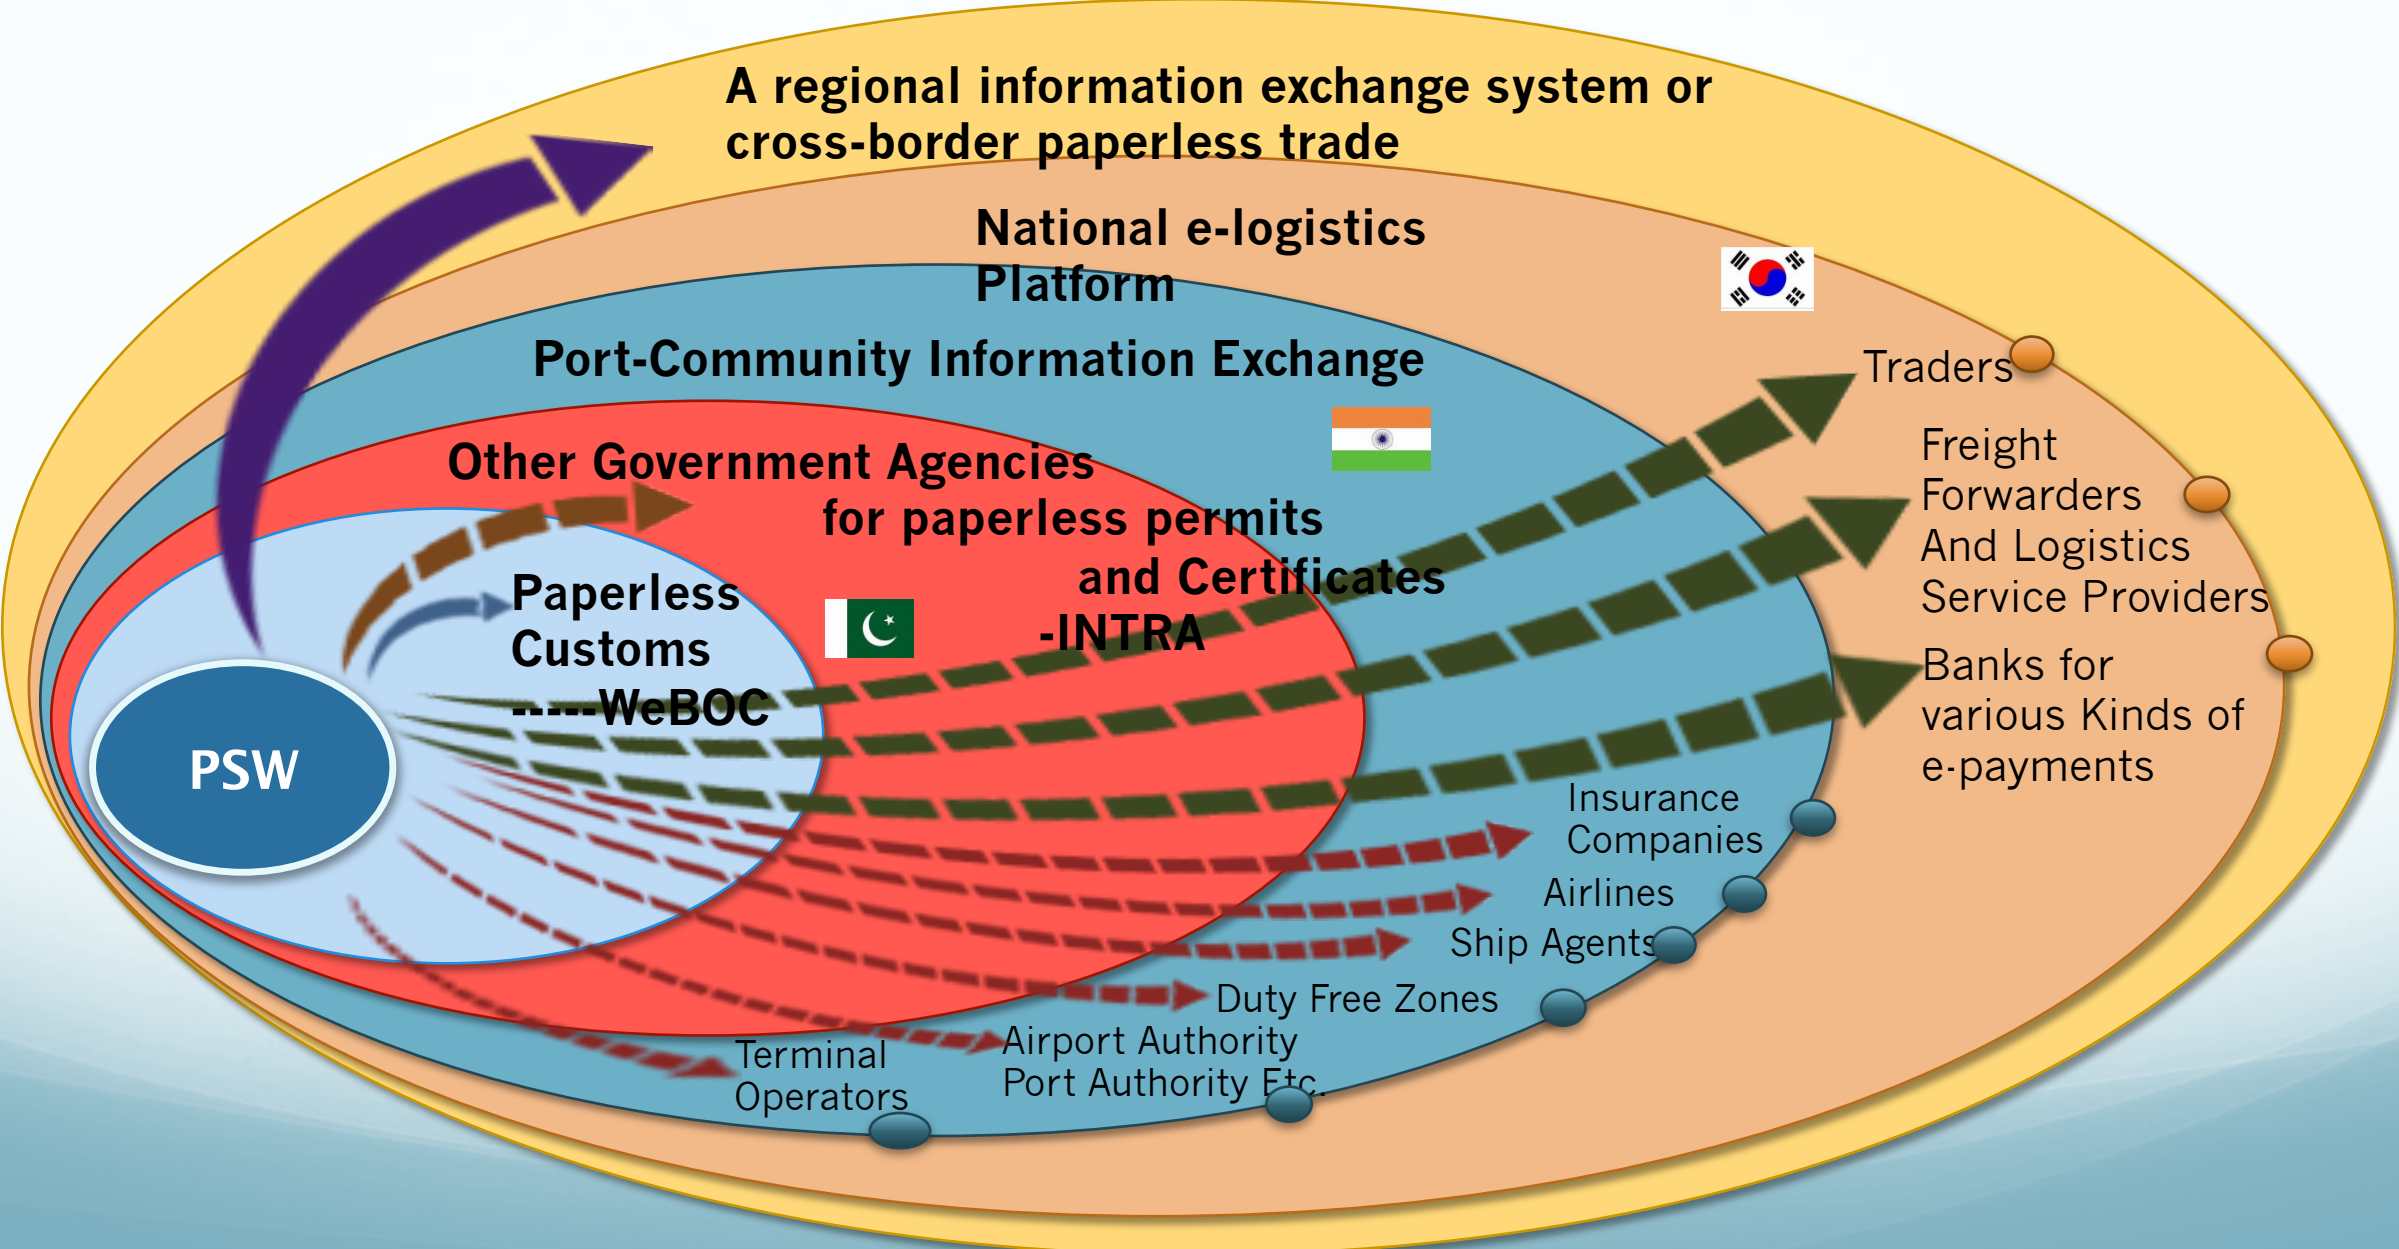 A regional information exchange system or
cross-border paperless trade
National e-logistics
Platform
Port-Community Information Exchange
Other Government Agencies
for paperless permits
and Certificates
-INTRA
Paperless
Customs
-----WeBOC
PSW
Traders
Freight
Forwarders
And Logistics
Service Providers
Banks for
various Kinds of
e-payments
Insurance
Companies
Airlines
Ship Agents
Duty Free Zones
Airport Authority
Port Authority Etc.
Terminal
Operators